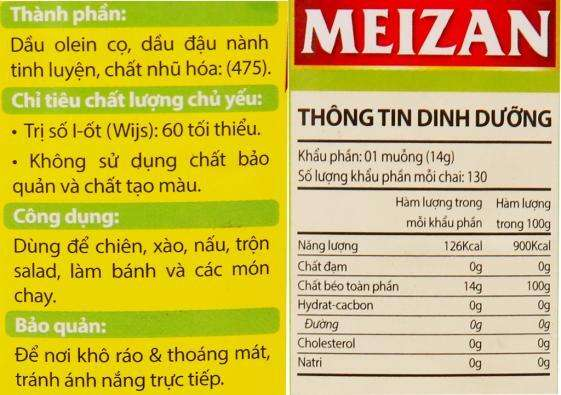 Thành phần:
Dầu olein cọ, dầu đậu nành
tinh luyện, chất nhũ hóa: (475).
Chỉ tiêu chất lượng chủ yếu:
• Trị số I-ốt (Wijs): 60 tối thiểu.
• Không sử dụng chất bảo
quản và chất tạo màu.
Công dụng:
Dùng để chiên, xào, nấu, trộn
salad, làm bánh và các món
chay.
Bảo quản:
Để nơi khô ráo & thoáng mát,
tránh ánh nắng trực tiếp.
MEIZAN
THÔNG TIN DINH DƯỠNG
Khẩu phần: 01 muỗng (14g)
Số lượng khẩu phần mỗi chai: 130
Hàm lượng trong Hàm lượng
mỗi khẩu phần trong 100g
Năng lượng 126Kcal 900Kcal
Chất đạm 0g 0g
Chất béo toàn phần 14g 100g
Hydrat-cacbon 0g 0g
Đường 0g 0g
Cholesterol 0g 0g
Natri 0g 0g